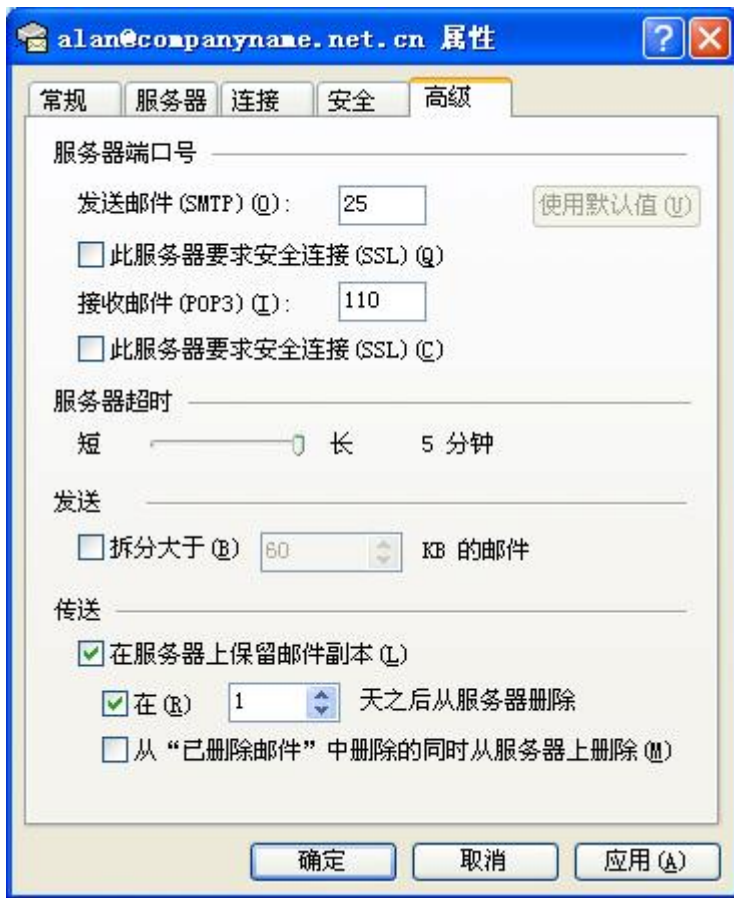 alan@companyname.net.cn 属性
常规 服务器 连接 安全 高级
服务器端口号
发送邮件(SMTP)(O): 25 使用默认值(U)
此服务器要求安全连接(SSL)(Q)
接收邮件(POP3)(I): 110
此服务器要求安全连接(SSL)(C)
服务器超时
短 长 5 分钟
发送
拆分大于(B) 60 KB 的邮件
传送
在服务器上保留邮件副本(L)
在(R) 1 天之后从服务器删除
从“已删除邮件”中删除的同时从服务器上删除(M)
确定 取消 应用(A)